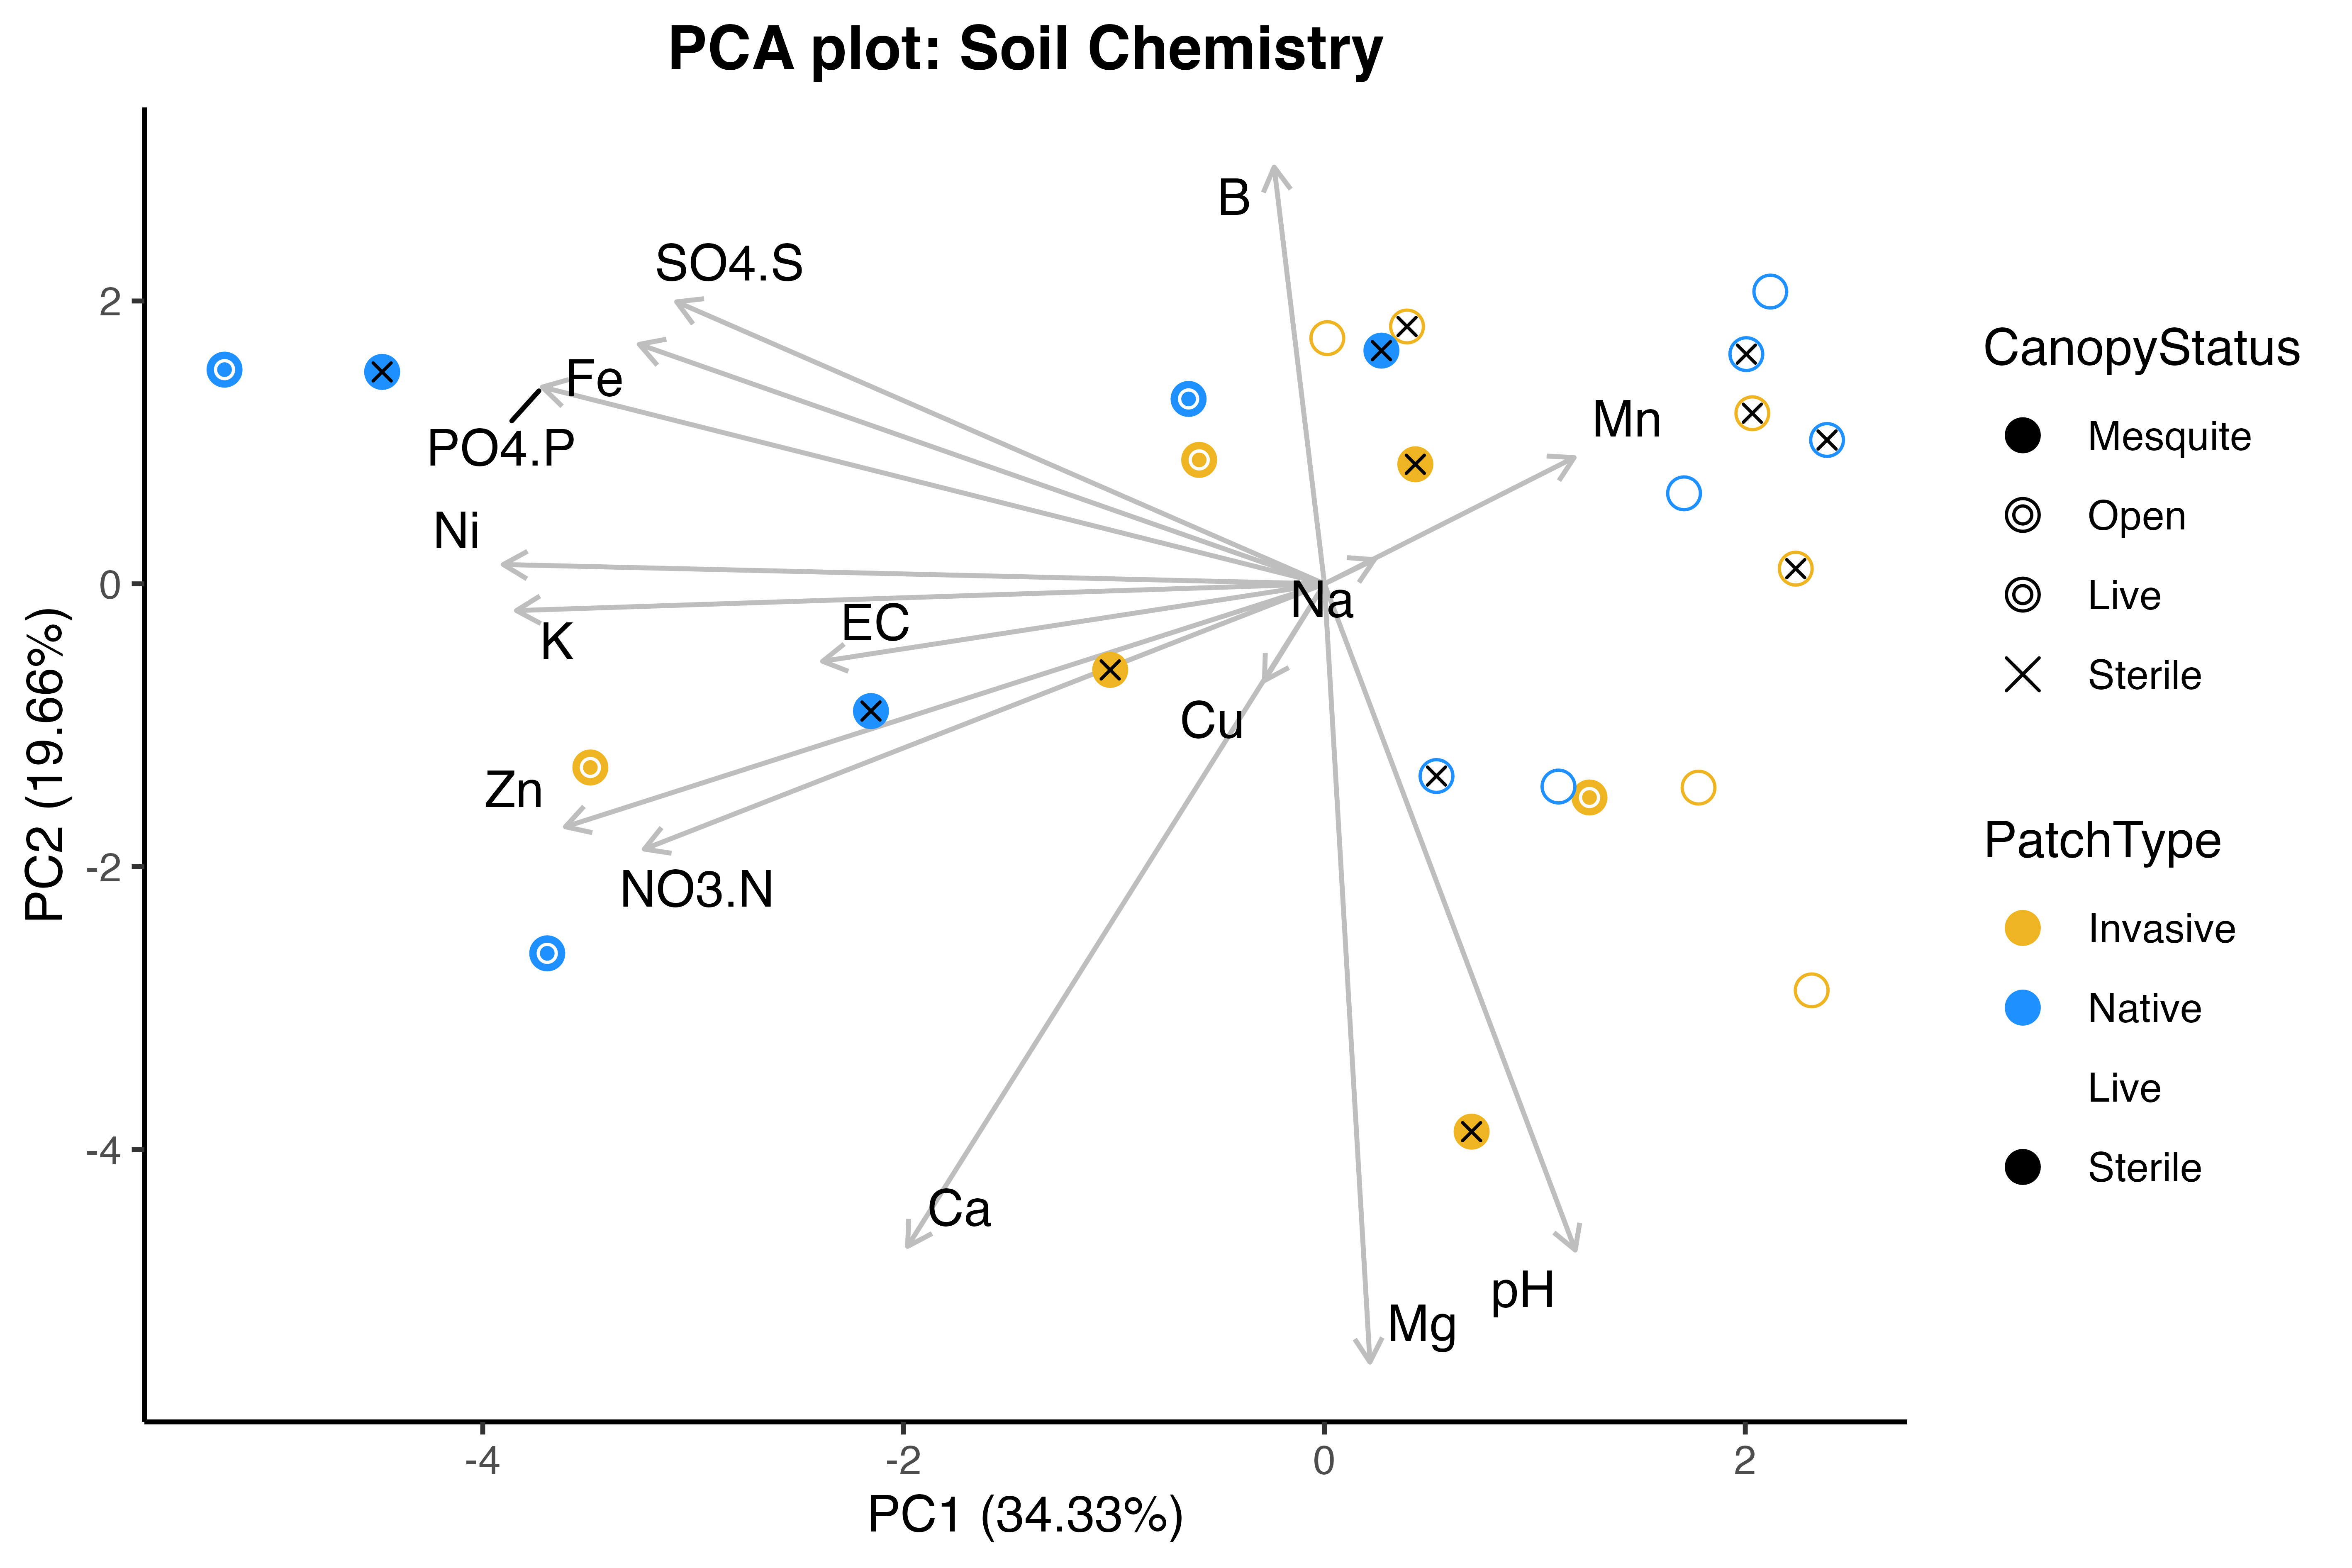 PCA plot: Soil Chemistry
PC2 (19.66%)
2
0
-2
-4
B
SO4.S
Fe
PO4.P
Mn
Ni
Na
EC
K
Cu
Zn
NO3.N
Ca
pH
Mg
-4
-2
0
2
PC1 (34.33%)
CanopyStatus
Mesquite
Open
Live
Sterile
PatchType
Invasive
Native
Live
Sterile